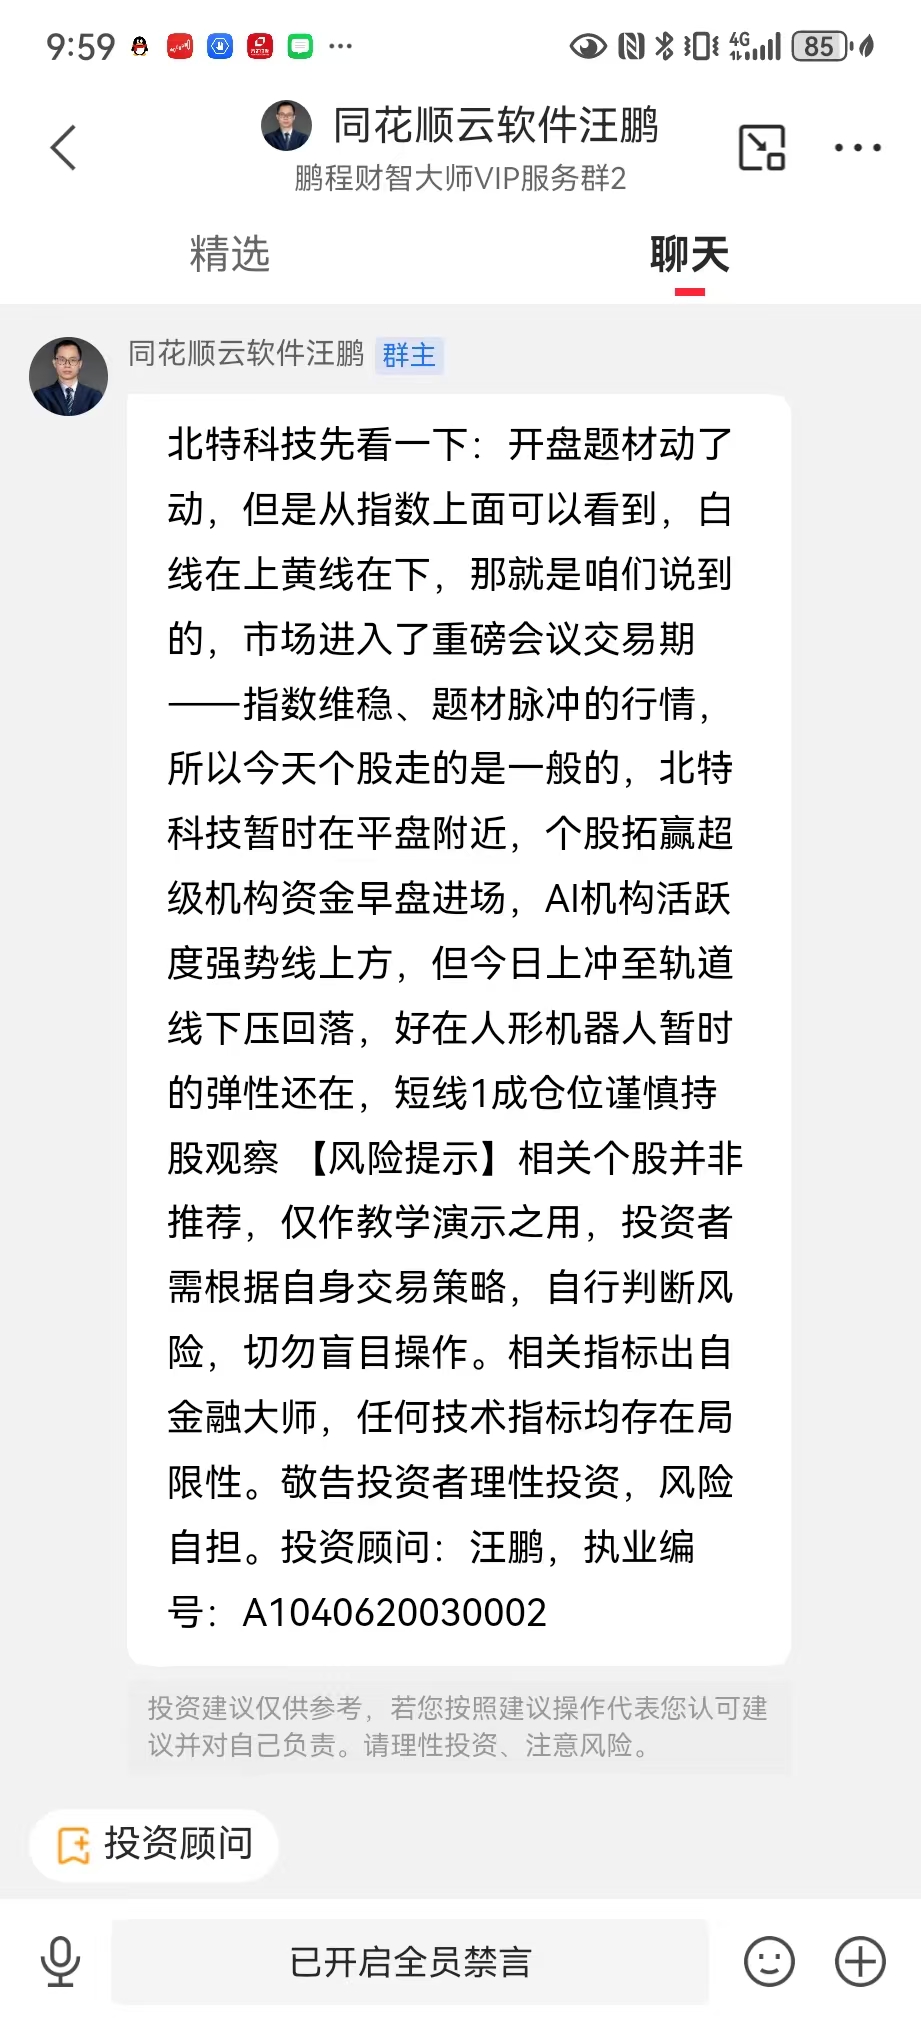 9:59
4G
85
同花顺云软件汪鹏
鹏程财智大师VIP服务群2
精选
聊天
同花顺云软件汪鹏 群主
北特科技先看一下：开盘题材动了
动，但是从指数上面可以看到，白
线在上黄线在下，那就是咱们说到
的，市场进入了重磅会议交易期
——指数维稳、题材脉冲的行情，
所以今天个股走的是一般的，北特
科技暂时在平盘附近，个股拓赢超
级机构资金早盘进场，AI机构活跃
度强势线上方，但今日上冲至轨道
线下压回落，好在人形机器人暂时
的弹性还在，短线1成仓位谨慎持
股观察 【风险提示】相关个股并非
推荐，仅作教学演示之用，投资者
需根据自身交易策略，自行判断风
险，切勿盲目操作。相关指标出自
金融大师，任何技术指标均存在局
限性。敬告投资者理性投资，风险
自担。投资顾问：汪鹏，执业编
号：A1040620030002
投资建议仅供参考，若您按照建议操作代表您认可建
议并对自己负责。请理性投资、注意风险。
投资顾问
已开启全员禁言